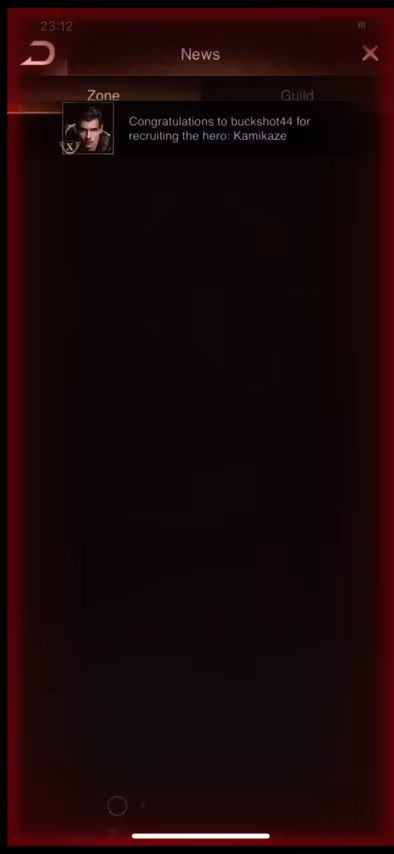 23:12
News
Zone
Guild
Congratulations to buckshot44 for
recruiting the hero: Kamikaze
X